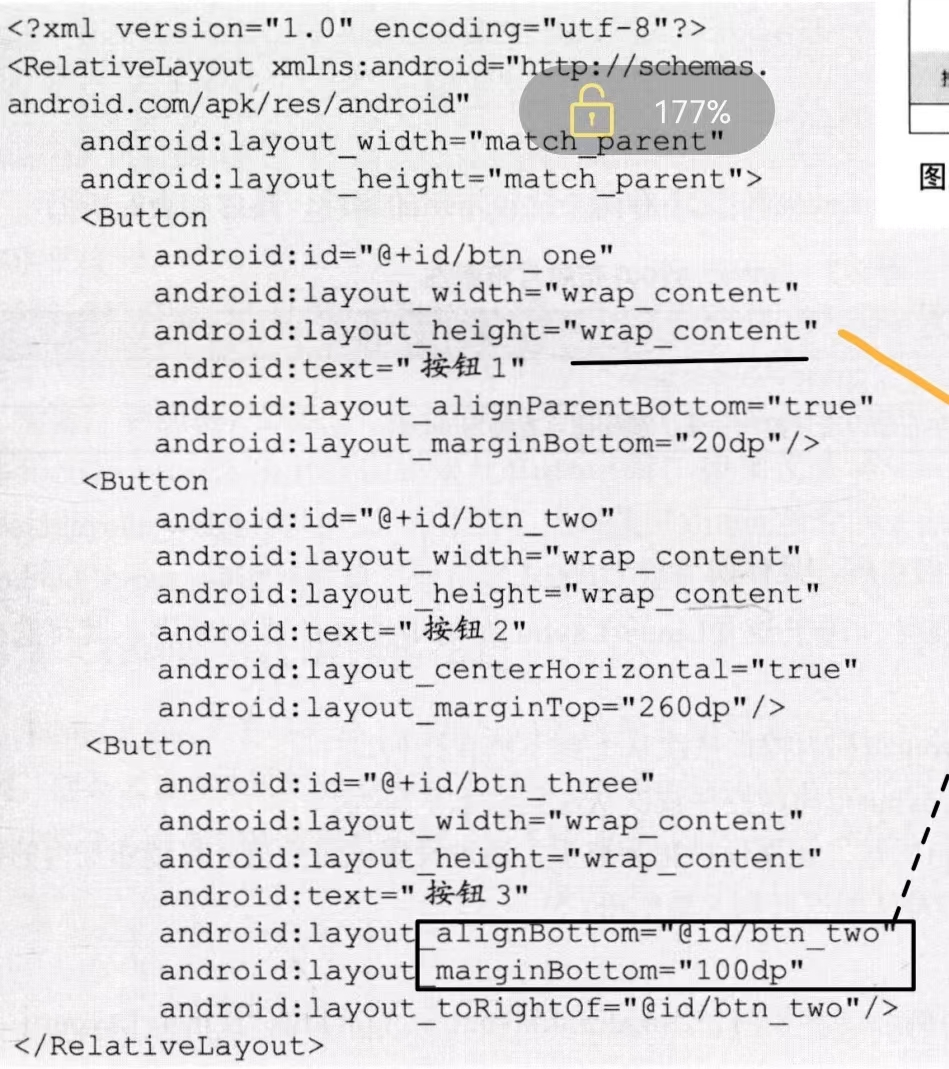 <?xml version="1.0" encoding="utf-8"?>
<RelativeLayout xmlns:android="http://schemas.
android.com/apk/res/android"
177%
android:layout_width="match_parent"
android:layout_height="match_parent">
图
<Button
android:id="@+id/btn_one"
android:layout_width="wrap_content"
android:layout_height="wrap_content"
android:text="按钮1"
android:layout_alignParentBottom="true"
android:layout_marginBottom="20dp"/>
<Button
android:id="@+id/btn_two"
android:layout_width="wrap_content"
android:layout_height="wrap_content"
android:text="按钮2"
android:layout_centerHorizontal="true"
android:layout_marginTop="260dp"/>
<Button
android:id="@+id/btn_three"
android:layout_width="wrap_content"
android:layout_height="wrap_content"
android:text="按钮3"
android:layout_alignBottom="@id/btn_two"
android:layout_marginBottom="100dp"
android:layout_toRightOf="@id/btn_two"/>
</RelativeLayout>